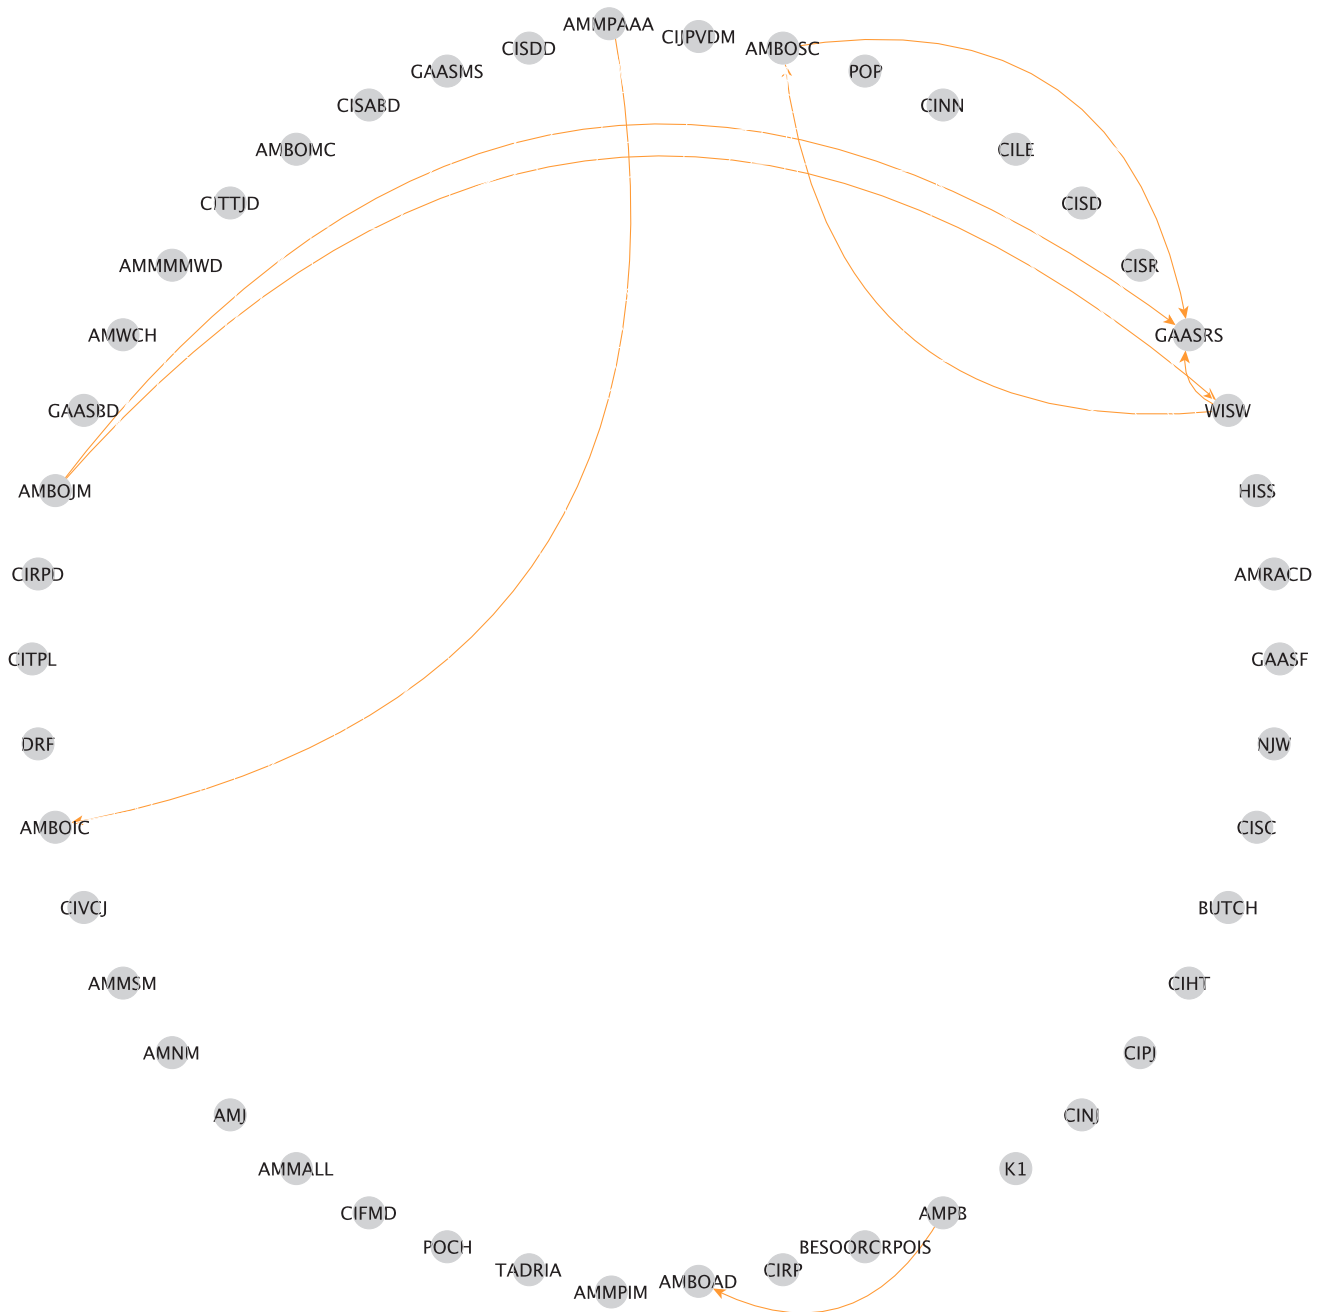 AMMPAAA
CIJPVDM
AMBOSC
CISDD
POP
GAASMS
CISABD
CINN
AMBOMC
CILE
CITTJD
CISD
AMMMMWD
CISR
AMWCH
GAASRS
GAASBD
WISW
AMBOJM
HISS
CIRPD
AMRACD
CITPL
GAASF
DRF
NJW
AMBOIC
CISC
CIVCJ
BUTCH
AMMSM
CIHT
AMNM
CIPJ
AMJ
CINJ
AMMALL
K1
CIFMD
AMPB
POCH
BESOORCRPOIS
TADRIA
CIRP
AMBOAD
AMMPIM